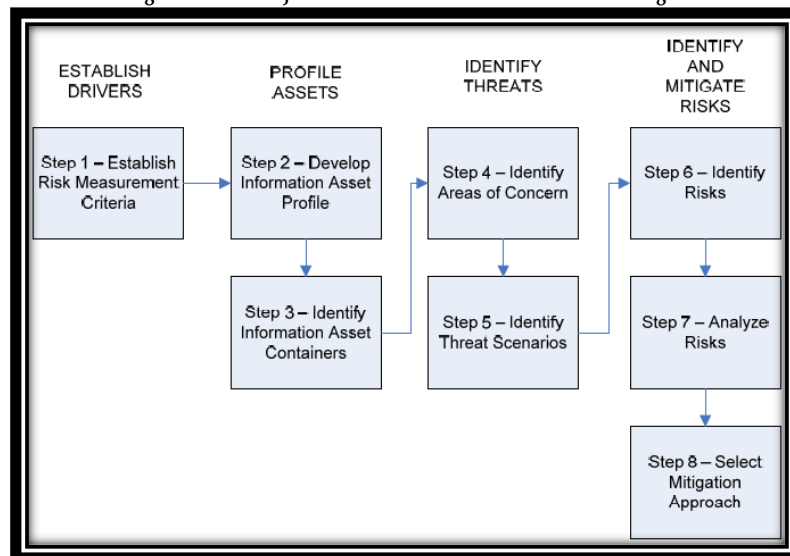 ESTABLISH
DRIVERS
PROFILE
ASSETS
IDENTIFY
THREATS
IDENTIFY
AND
MITIGATE
RISKS
Step 1 – Establish
Risk Measurement
Criteria
Step 2 – Develop
Information Asset
Profile
Step 4 – Identify
Areas of Concern
Step 6 – Identify
Risks
Step 3 – Identify
Information Asset
Containers
Step 5 – Identify
Threat Scenarios
Step 7 – Analyze
Risks
Step 8 – Select
Mitigation
Approach